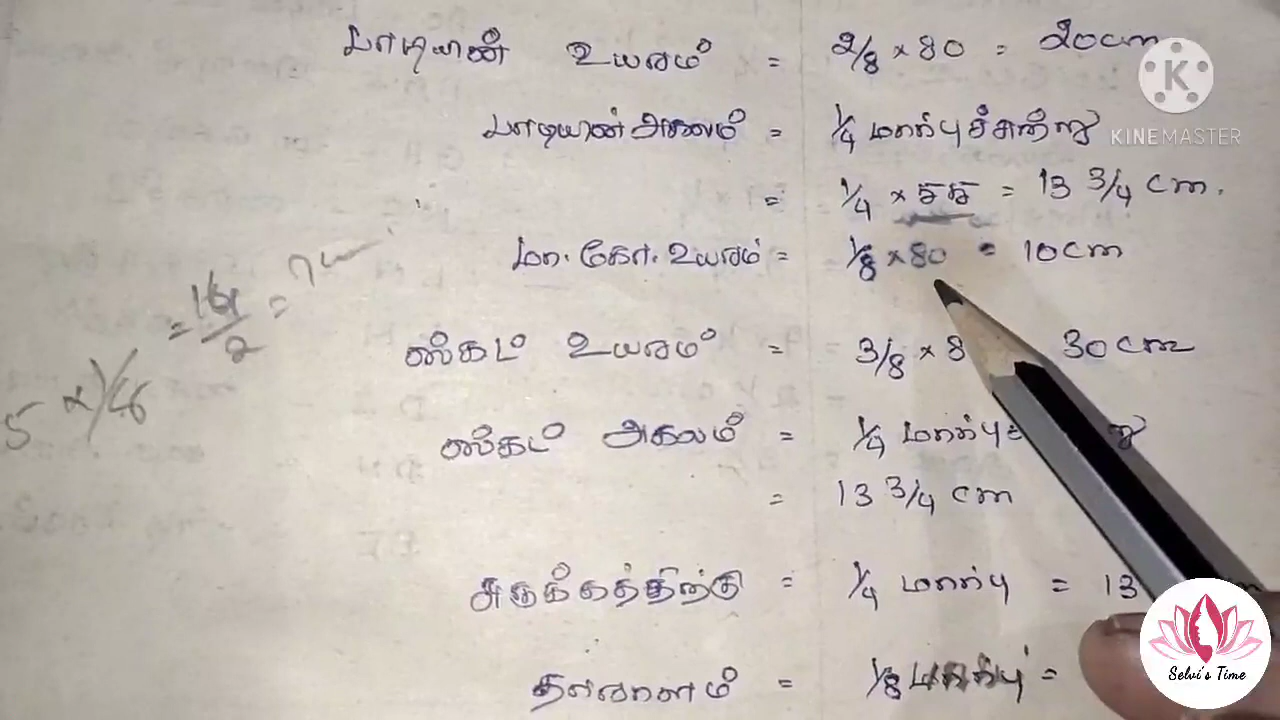 பாடியான் உயரம் = 2/8 × 80 = 20cm
பாடியான் அகலம் = 1/4 மார்புச்சுற்று
= 1/4 × 55 = 13 3/4 cm.
மா. கோ. உயரம் = 1/8 × 80 = 10cm
ஸ்கர்ட் உயரம் = 3/8 × 8 30cm
ஸ்கர்ட் அகலம் = 1/4 மார்புச்
= 13 3/4 cm
சுருக்கத்திற்கு = 1/4 மார்பு = 13
= 1/8 மார்பு =
KINEMASTER
Selvi's Time